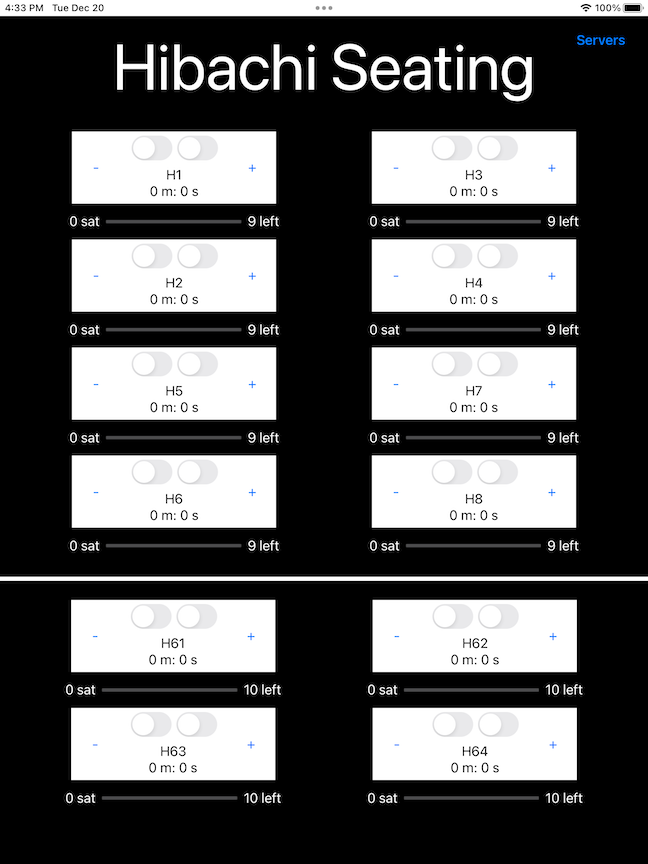 4:33 PM Tue Dec 20 100%
Servers
Hibachi Seating
- H1 +
0 m: 0 s
0 sat 9 left
- H3 +
0 m: 0 s
0 sat 9 left
- H2 +
0 m: 0 s
0 sat 9 left
- H4 +
0 m: 0 s
0 sat 9 left
- H5 +
0 m: 0 s
0 sat 9 left
- H7 +
0 m: 0 s
0 sat 9 left
- H6 +
0 m: 0 s
0 sat 9 left
- H8 +
0 m: 0 s
0 sat 9 left
- H61 +
0 m: 0 s
0 sat 10 left
- H62 +
0 m: 0 s
0 sat 10 left
- H63 +
0 m: 0 s
0 sat 10 left
- H64 +
0 m: 0 s
0 sat 10 left